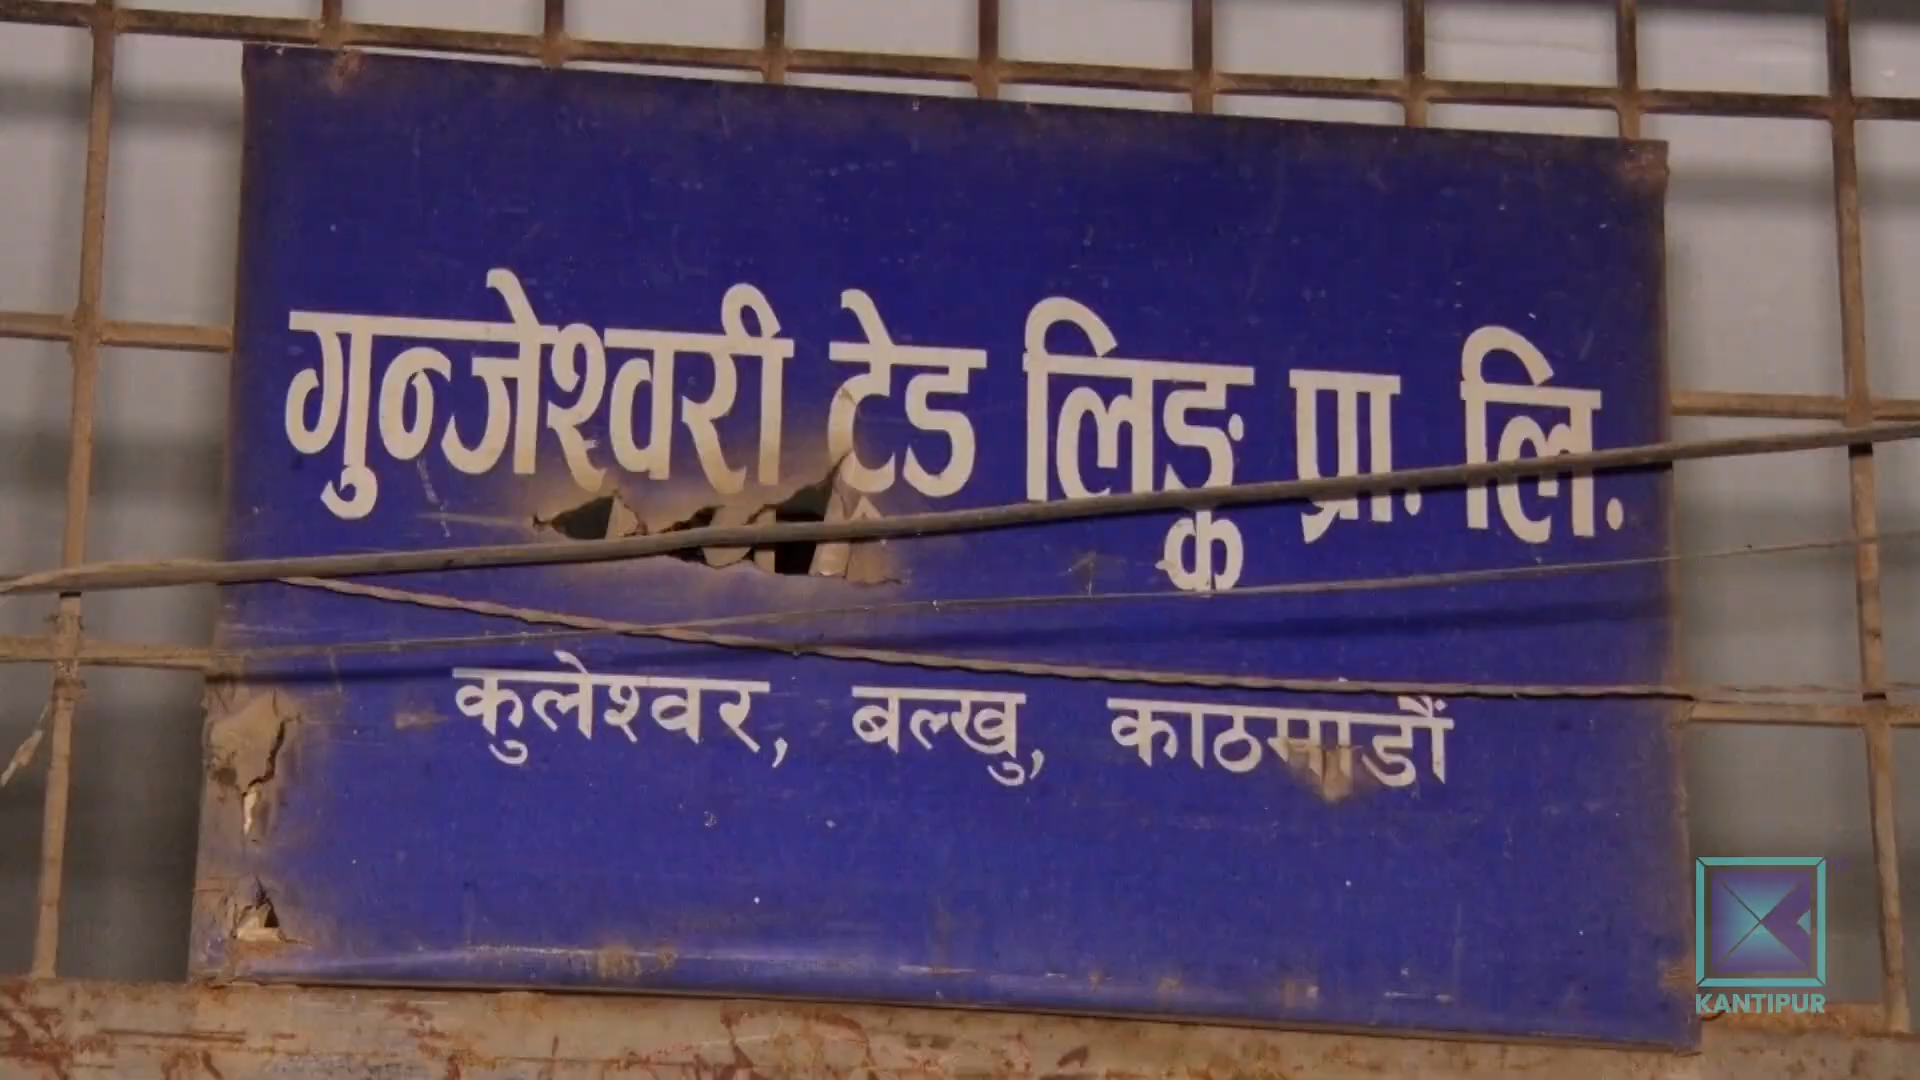 गुन्जेश्वरी ट्रेड लिङ्क प्रा. लि.
कुलेश्वर, बल्खु, काठमाडौं
KANTIPUR